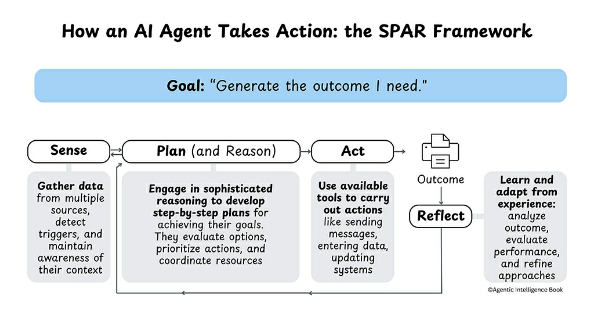 How an AI Agent Takes Action: the SPAR Framework
Goal: "Generate the outcome I need."
Sense
Gather data
from multiple
sources,
detect
triggers, and
maintain
awareness of
their context
Plan (and Reason)
Engage in sophisticated
reasoning to develop
step-by-step plans for
achieving their goals.
They evaluate options,
prioritize actions, and
coordinate resources
Act
Use available
tools to carry
out actions
like sending
messages,
entering data,
updating
systems
Outcome
Reflect
Learn and
adapt from
experience:
analyze
outcome,
evaluate
performance,
and refine
approaches
©Agentic Intelligence Book